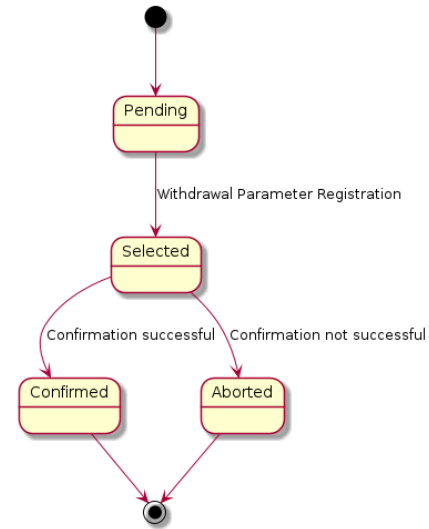 Pending
Withdrawal Parameter Registration
Selected
Confirmation successful
Confirmation not successful
Confirmed
Aborted